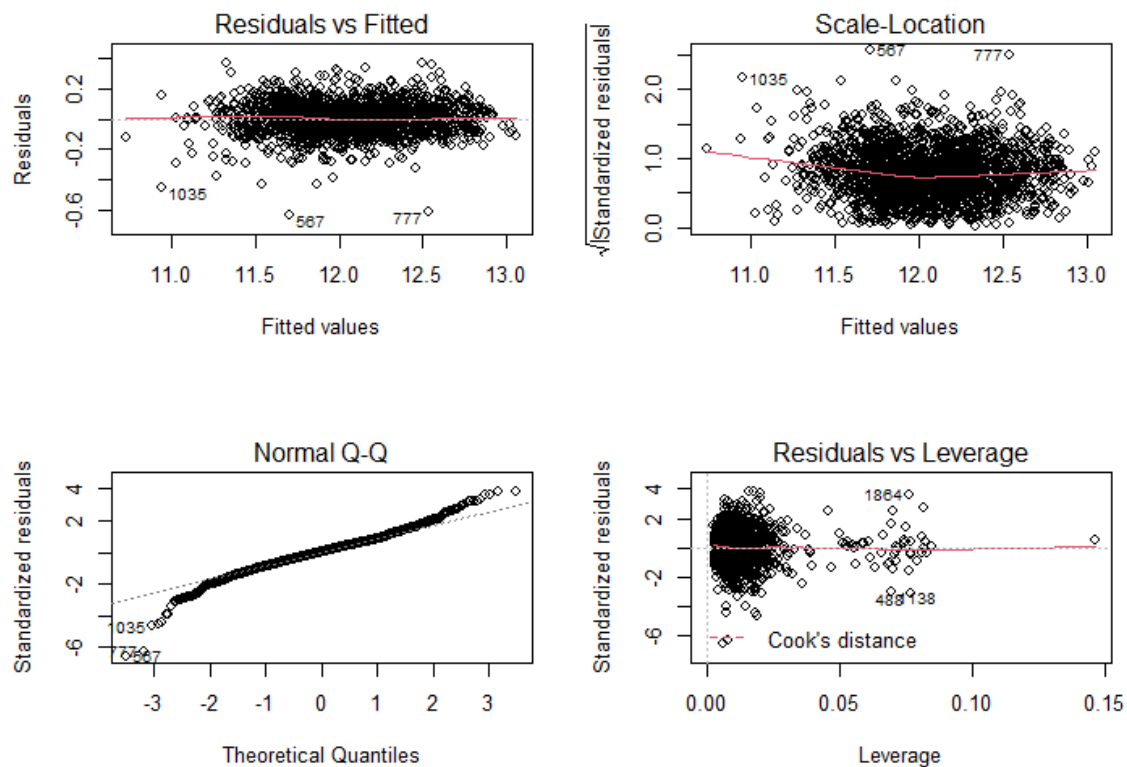 Residuals vs Fitted
Residuals
0.2
-0.2
-0.6
1035
567
777
11.0 11.5 12.0 12.5 13.0
Fitted values
Scale-Location
√|Standardized residuals|
2.0
1.0
0.0
1035
567
777
11.0 11.5 12.0 12.5 13.0
Fitted values
Normal Q-Q
Standardized residuals
4
2
-2
-6
1035
777
567
-3 -2 -1 0 1 2 3
Theoretical Quantiles
Residuals vs Leverage
Standardized residuals
4
2
-2
-6
1864
488
1138
Cook's distance
0.00 0.05 0.10 0.15
Leverage